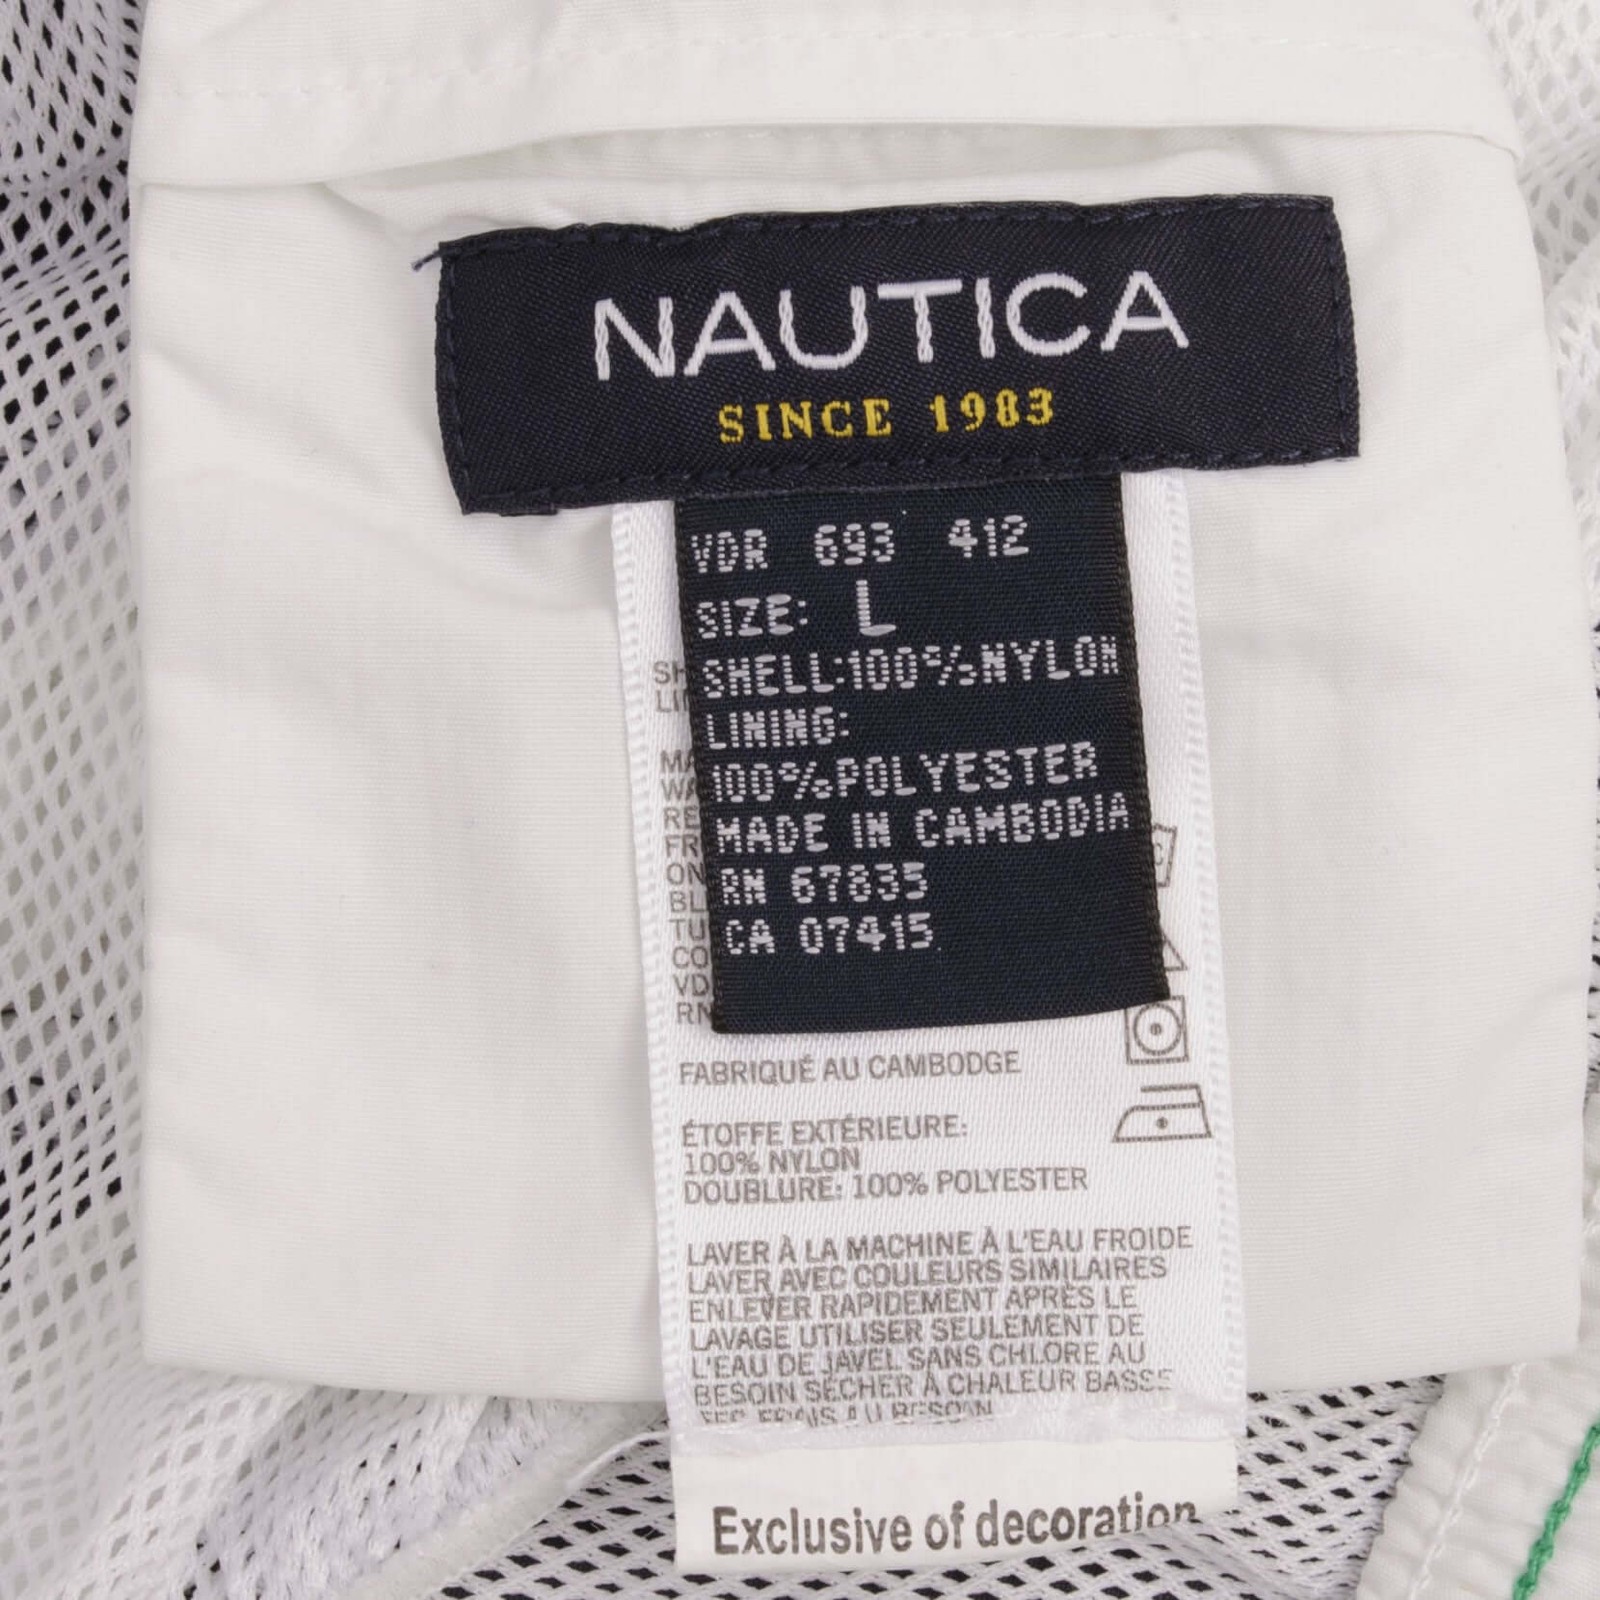 NAUTICA
SINCE 1983
VDR 693 412
SIZE: L
SHELL:100%NYLON
LINING:
100%POLYESTER
MADE IN CAMBODIA
RN 67835
CA 07415
FABRIQUÉ AU CAMBODGE
ÉTOFFE EXTÉRIEURE:
100% NYLON
DOUBLURE: 100% POLYESTER
LAVER À LA MACHINE À L'EAU FROIDE
LAVER AVEC COULEURS SIMILAIRES
ENLEVER RAPIDEMENT APRÈS LE
LAVAGE UTILISER SEULEMENT DE
L'EAU DE JAVEL SANS CHLORE AU
BESOIN SÉCHER À CHALEUR BASSE
FRAIS AU BESOIN
Exclusive of decoration